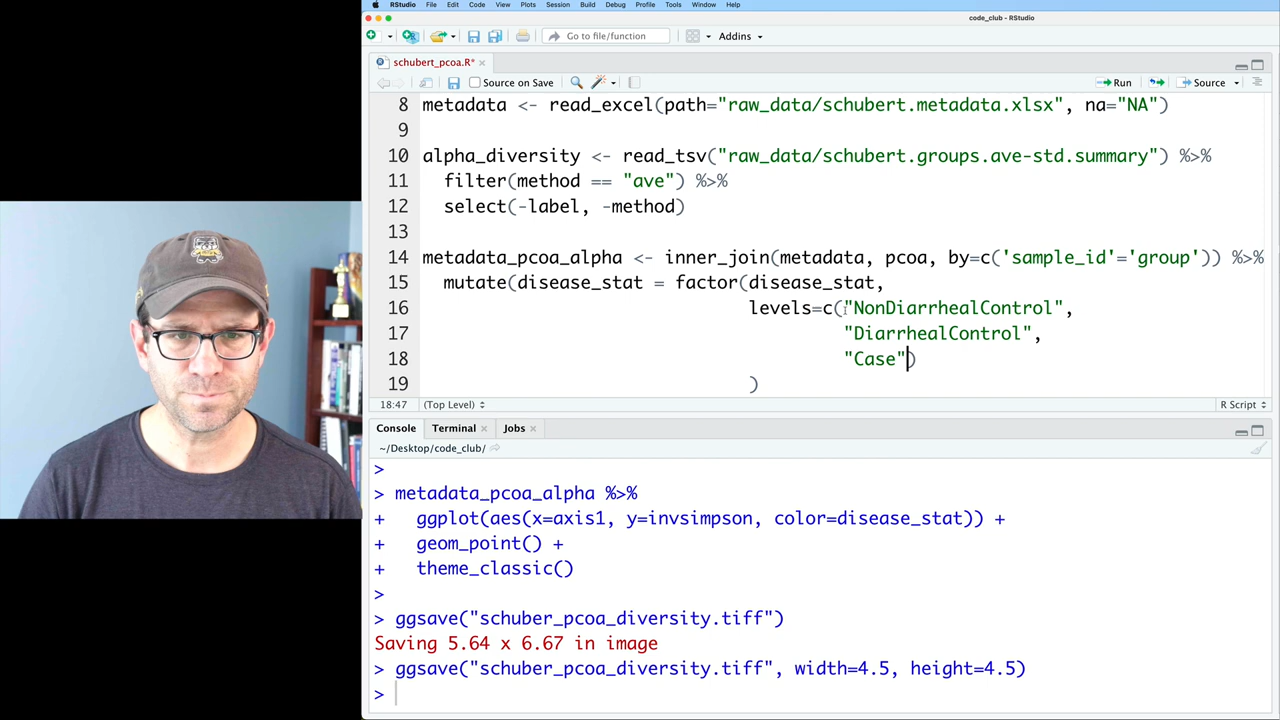 RStudio File Edit Code View Plots Session Build Debug Profile Tools Window Help
code_club - RStudio
Go to file/function Addins
schubert_pcoa.R*
Source on Save Run Source
8 metadata <- read_excel(path="raw_data/schubert.metadata.xlsx", na="NA")
9
10 alpha_diversity <- read_tsv("raw_data/schubert.groups.ave-std.summary") %>%
11 filter(method == "ave") %>%
12 select(-label, -method)
13
14 metadata_pcoa_alpha <- inner_join(metadata, pcoa, by=c('sample_id'='group')) %>%
15 mutate(disease_stat = factor(disease_stat,
16 levels=c("NonDiarrhealControl",
17 "DiarrhealControl",
18 "Case")
19 )
18:47 (Top Level) R Script
Console Terminal Jobs
~/Desktop/code_club/
>
> metadata_pcoa_alpha %>%
+ ggplot(aes(x=axis1, y=invsimpson, color=disease_stat)) +
+ geom_point() +
+ theme_classic()
>
> ggsave("schuber_pcoa_diversity.tiff")
Saving 5.64 x 6.67 in image
> ggsave("schuber_pcoa_diversity.tiff", width=4.5, height=4.5)
>